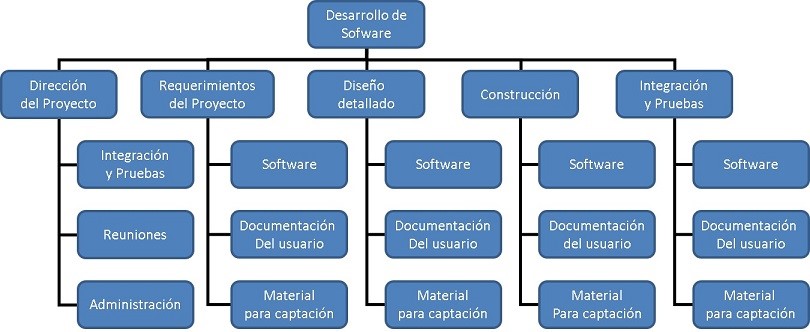 Desarrollo de
Sofware
Dirección
del Proyecto
Requerimientos
del Proyecto
Diseño
detallado
Construcción
Integración
y Pruebas
Integración
y Pruebas
Software
Software
Software
Software
Reuniones
Documentación
Del usuario
Documentación
Del usuario
Documentación
del usuario
Documentación
Del usuario
Administración
Material
para captación
Material
para captación
Material
Para captación
Material
para captación